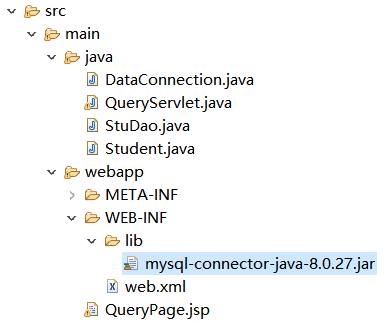 src
main
java
DataConnection.java
QueryServlet.java
StuDao.java
Student.java
webapp
META-INF
WEB-INF
lib
mysql-connector-java-8.0.27.jar
web.xml
QueryPage.jsp